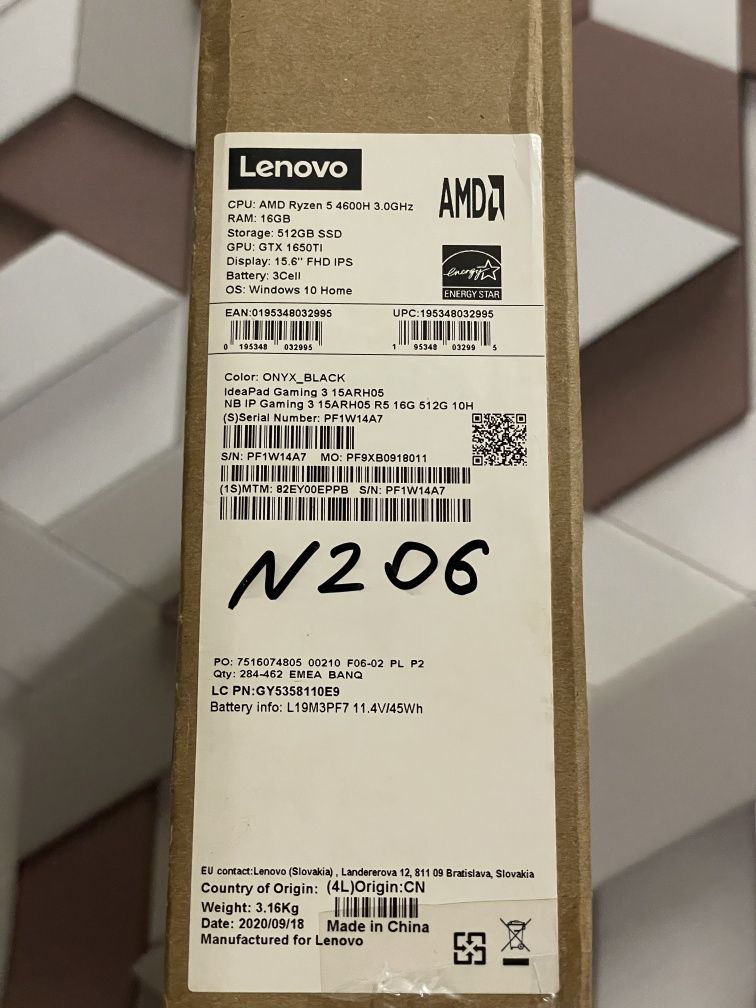 Lenovo
AMD
CPU: AMD Ryzen 5 4600H 3.0GHz
RAM: 16GB
Storage: 512GB SSD
GPU: GTX 1650TI
Display: 15.6" FHD IPS
Battery: 3Cell
OS: Windows 10 Home
energy
ENERGY STAR
EAN:0195348032995 UPC:195348032995
0 195348 032995 1 95348 03299 5
Color: ONYX_BLACK
IdeaPad Gaming 3 15ARH05
NB IP Gaming 3 15ARH05 R5 16G 512G 10H
(S)Serial Number: PF1W14A7
S/N: PF1W14A7 MO: PF9XB0918011
(1S)MTM: 82EY00EPPB S/N: PF1W14A7
N206
PO: 7516074805 00210 F06-02 PL P2
Qty: 284-462 EMEA BANQ
LC PN:GY5358110E9
Battery info: L19M3PF7 11.4V/45Wh
EU contact:Lenovo (Slovakia) , Landererova 12, 811 09 Bratislava, Slovakia
Country of Origin: (4L)Origin:CN
Weight: 3.16Kg
Date: 2020/09/18 Made in China
Manufactured for Lenovo